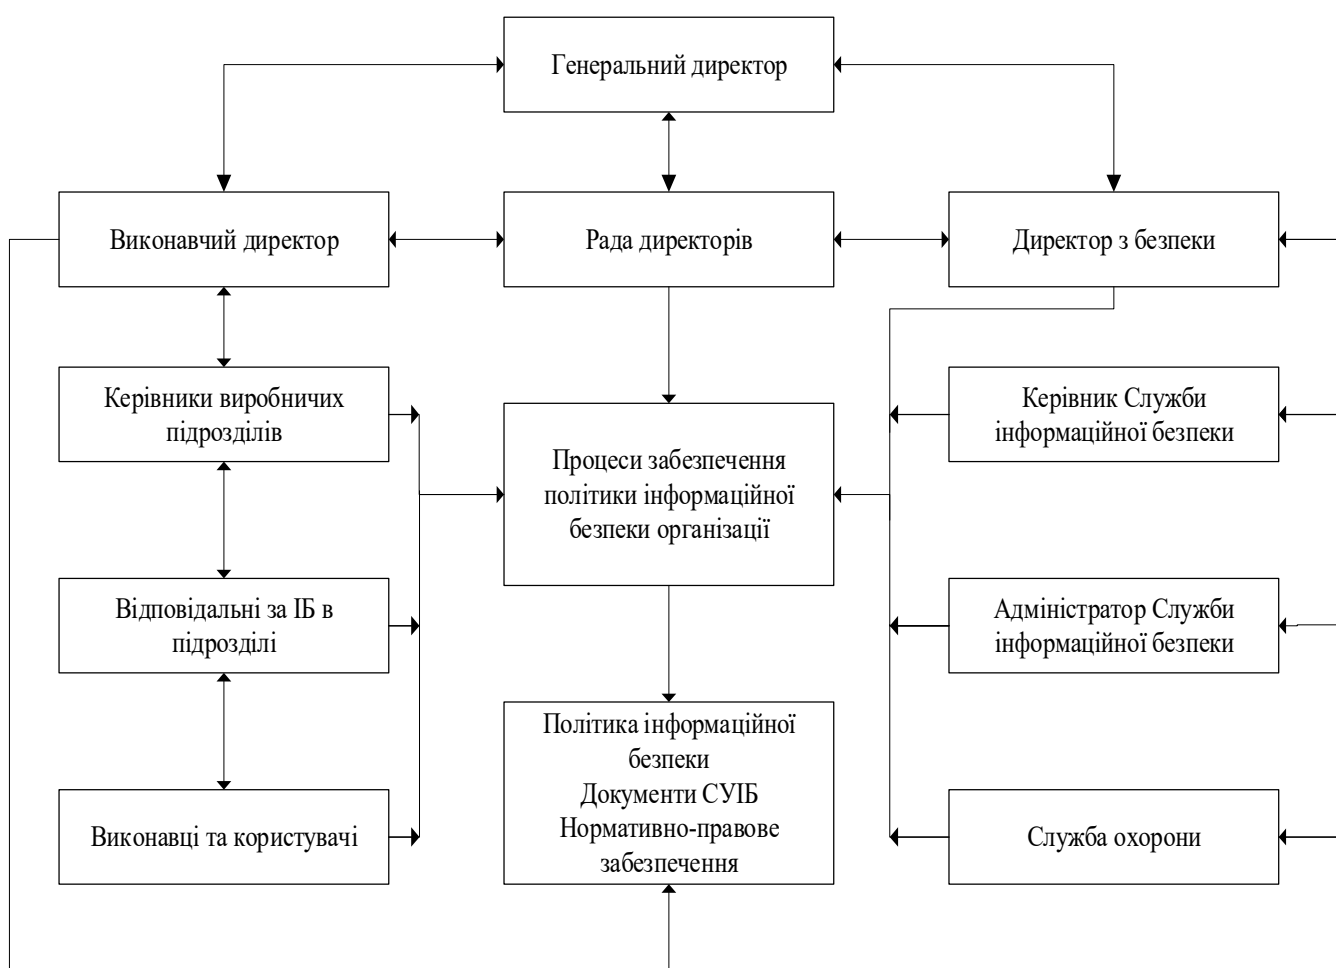 Генеральний директор
Виконавчий директор
Рада директорів
Директор з безпеки
Керівники виробничих
підрозділів
Керівник Служби
інформаційної безпеки
Процеси забезпечення
політики інформаційної
безпеки організації
Відповідальні за ІБ в
підрозділі
Адміністратор Служби
інформаційної безпеки
Політика інформаційної
безпеки
Документи СУІБ
Нормативно-правове
забезпечення
Виконавці та користувачі
Служба охорони